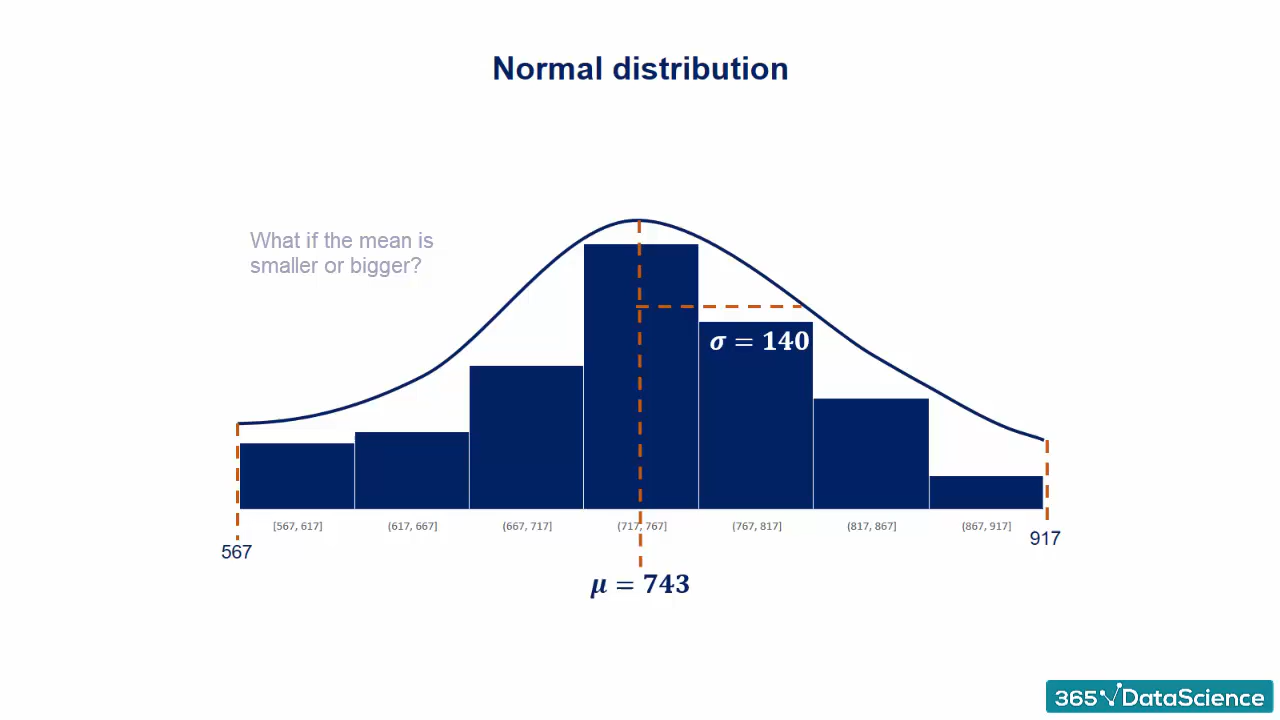 Normal distribution
What if the mean is
smaller or bigger?
σ = 140
[567, 617]
(617, 667]
(667, 717]
(717, 767]
(767, 817]
(817, 867]
(867, 917]
567
917
μ = 743
365 DataScience